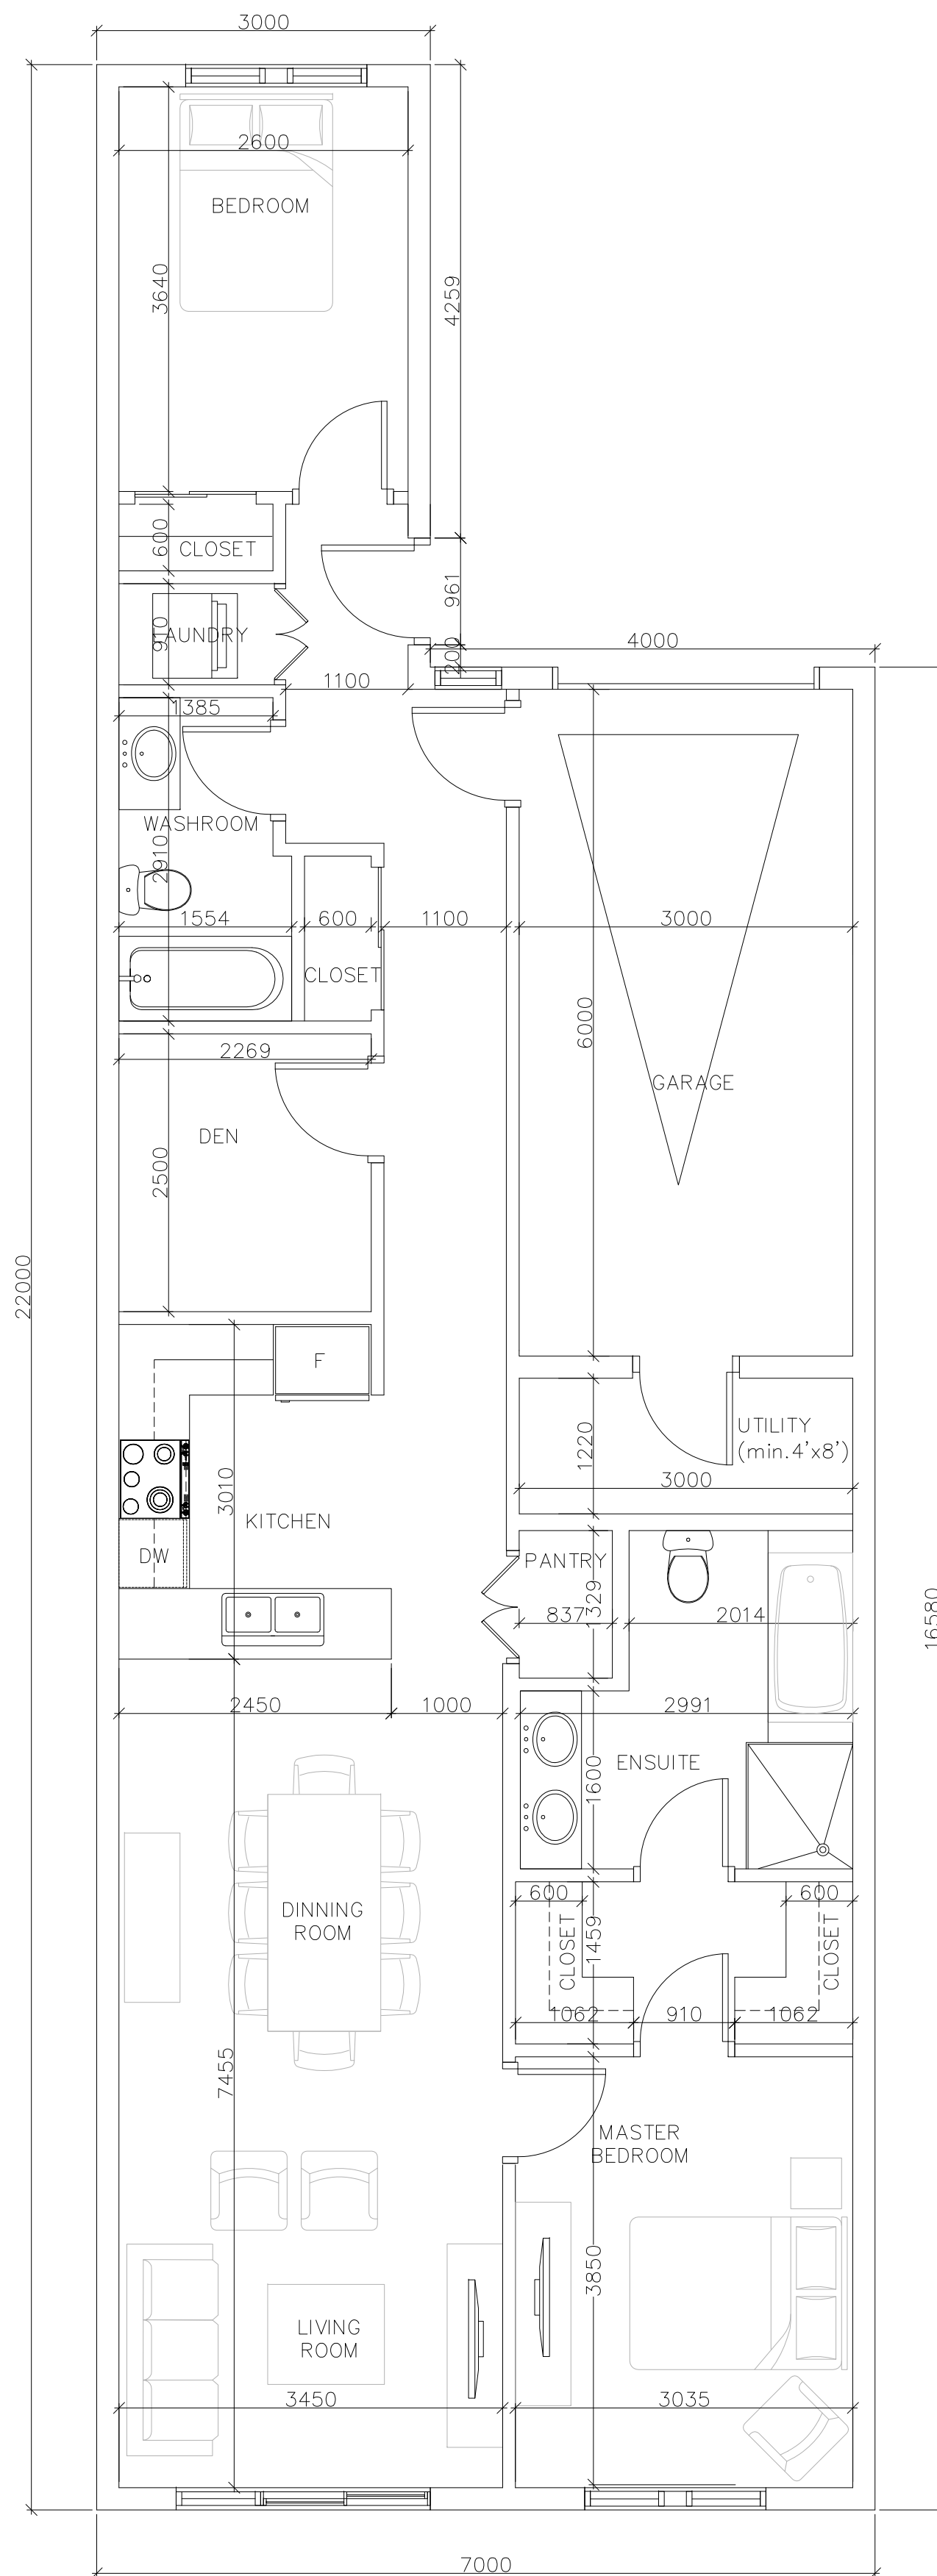 3000
2600
BEDROOM
3640
4259
600
CLOSET
961
910
LAUNDRY
200
4000
1100
1385
WASHROOM
2910
1554
600
1100
3000
CLOSET
6000
2269
GARAGE
DEN
2500
22000
F
UTILITY
(min.4'x8')
1220
3000
3010
KITCHEN
DW
PANTRY
329
837
2014
16580
2450
1000
2991
ENSUITE
1600
600
600
DINNING
ROOM
CLOSET
1459
CLOSET
1062
910
1062
7455
MASTER
BEDROOM
3850
LIVING
ROOM
3450
3035
7000